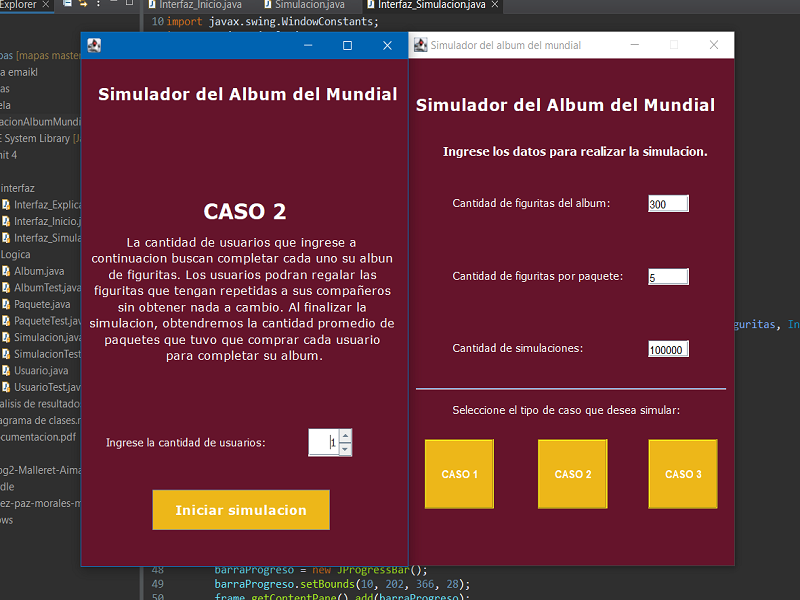 Explorer
Interfaz_Inicio.java
Simulacion.java
Interfaz_Simulacion.java
10 import javax.swing.WindowConstants;
Simulador del album del mundial
Simulador del Album del Mundial
CASO 2
La cantidad de usuarios que ingrese a
continuacion buscan completar cada uno su albun
de figuritas. Los usuarios podran regalar las
figuritas que tengan repetidas a sus compañeros
sin obtener nada a cambio. Al finalizar la
simulacion, obtendremos la cantidad promedio de
paquetes que tuvo que comprar cada usuario
para completar su album.
Ingrese la cantidad de usuarios:
1
Iniciar simulacion
Simulador del Album del Mundial
Ingrese los datos para realizar la simulacion.
Cantidad de figuritas del album:
300
Cantidad de figuritas por paquete:
5
Cantidad de simulaciones:
100000
Seleccione el tipo de caso que desea simular:
CASO 1
CASO 2
CASO 3
pas [mapas master
a emaikl
as
ela
acionAlbumMundi
E System Library [Ja
nit 4
interfaz
Interfaz_Explica
Interfaz_Inicio.j
Interfaz_Simula
Logica
Album.java
AlbumTest.java
Paquete.java
PaqueteTest.jav
Simulacion.java
SimulacionTest
Usuario.java
UsuarioTest.jav
alisis de resultado
agrama de clases.r
ocumentacion.pdf
og2-Malleret-Aima
dle
ez-paz-morales-m
ows
guritas, In
48 barraProgreso = new JProgressBar();
49 barraProgreso.setBounds(10, 202, 366, 28);
50 frame.getContentPane().add(barraProgreso);